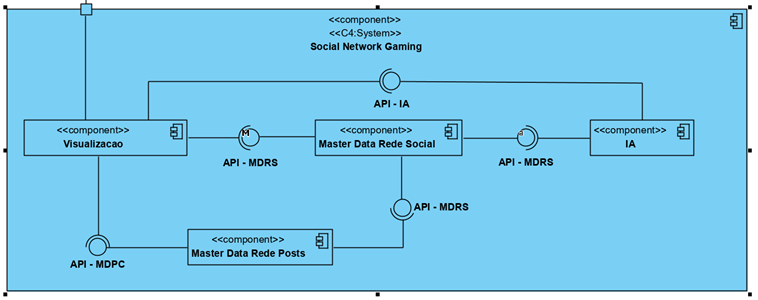 <<component>>
<<C4:System>>
Social Network Gaming
API - IA
<<component>>
Visualizacao
M
API - MDRS
<<component>>
Master Data Rede Social
API - MDRS
<<component>>
IA
API - MDRS
<<component>>
Master Data Rede Posts
API - MDPC